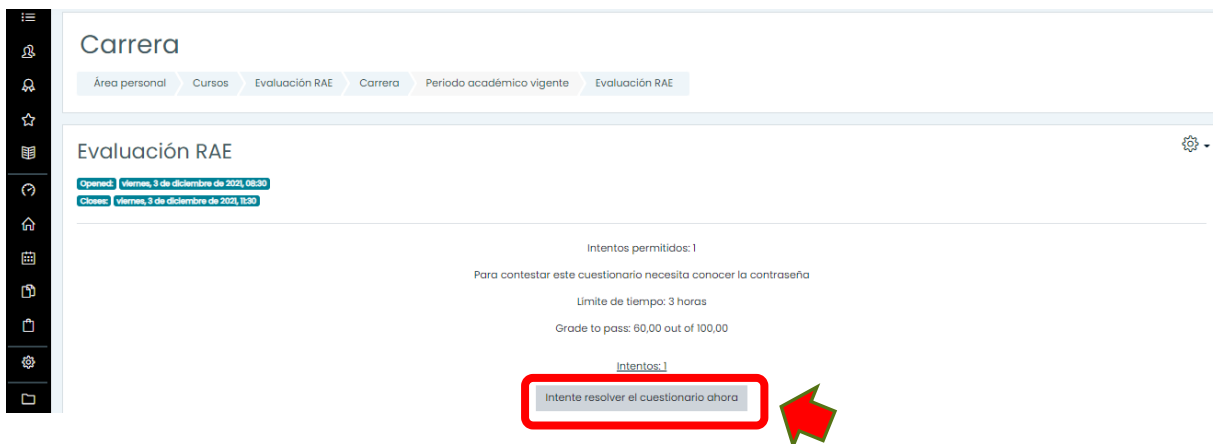 Carrera
Área personal Cursos Evaluación RAE Carrera Periodo académico vigente Evaluación RAE
Evaluación RAE
Opened: viernes, 3 de diciembre de 2021, 08:30
Closes: viernes, 3 de diciembre de 2021, 11:30
Intentos permitidos: 1
Para contestar este cuestionario necesita conocer la contraseña
Límite de tiempo: 3 horas
Grade to pass: 60,00 out of 100,00
Intentos: 1
Intente resolver el cuestionario ahora